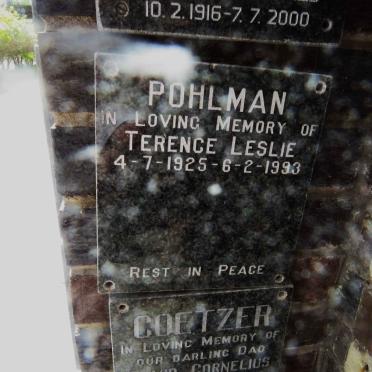 10.2.1916-7.7.2000
POHLMAN
IN LOVING MEMORY OF
TERENCE LESLIE
4-7-1925-6-2-1993
REST IN PEACE
COETZER
IN LOVING MEMORY OF
OUR DARLING DAD
CORNELIUS